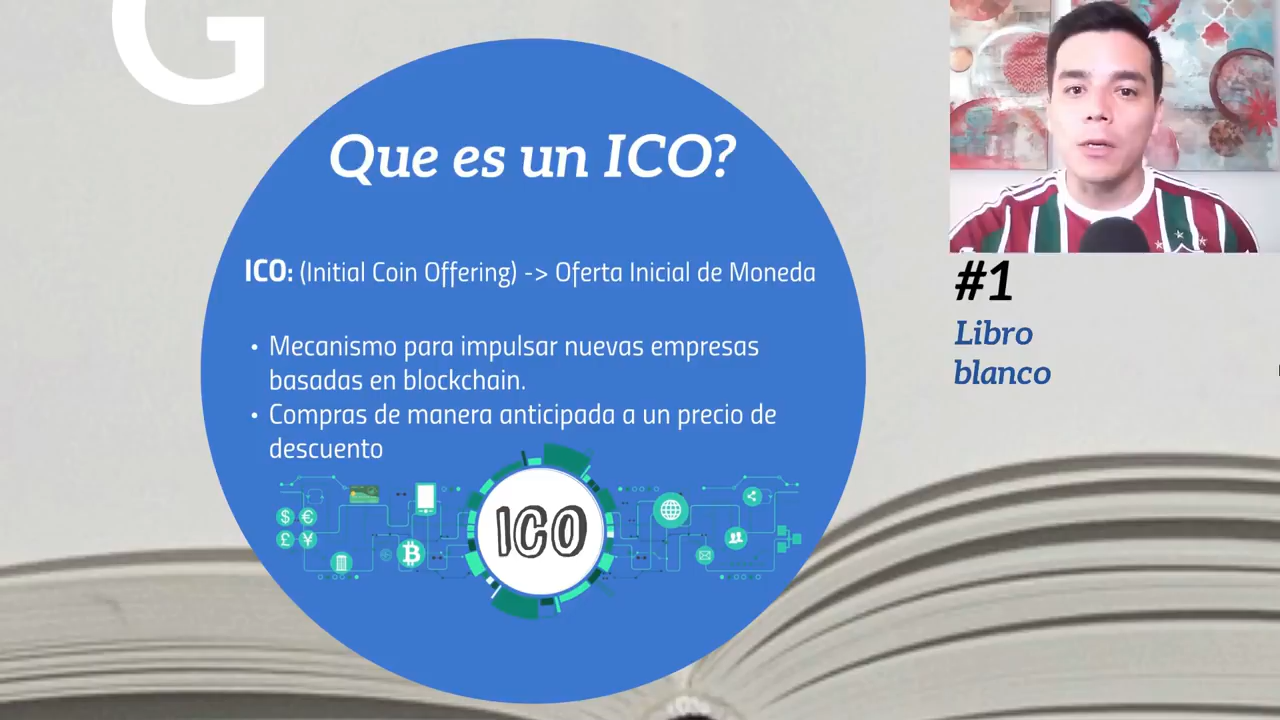 G
Que es un ICO?
ICO: (Initial Coin Offering) -> Oferta Inicial de Moneda
• Mecanismo para impulsar nuevas empresas
basadas en blockchain.
• Compras de manera anticipada a un precio de
descuento
ICO
#1
Libro
blanco